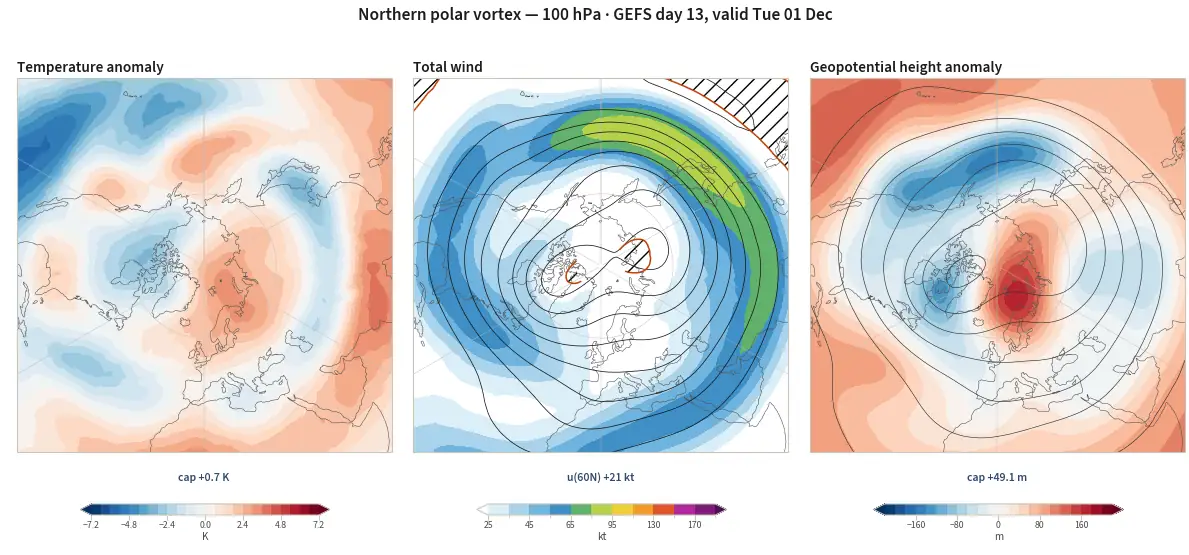 Northern polar vortex — 100 hPa · GEFS day 13, valid Tue 01 Dec
Temperature anomaly
Total wind
Geopotential height anomaly
cap +0.7 K
u(60N) +21 kt
cap +49.1 m
−7.2 −4.8 −2.4 0.0 2.4 4.8 7.2
K
25 45 65 95 130 170
kt
−160 −80 0 80 160
m